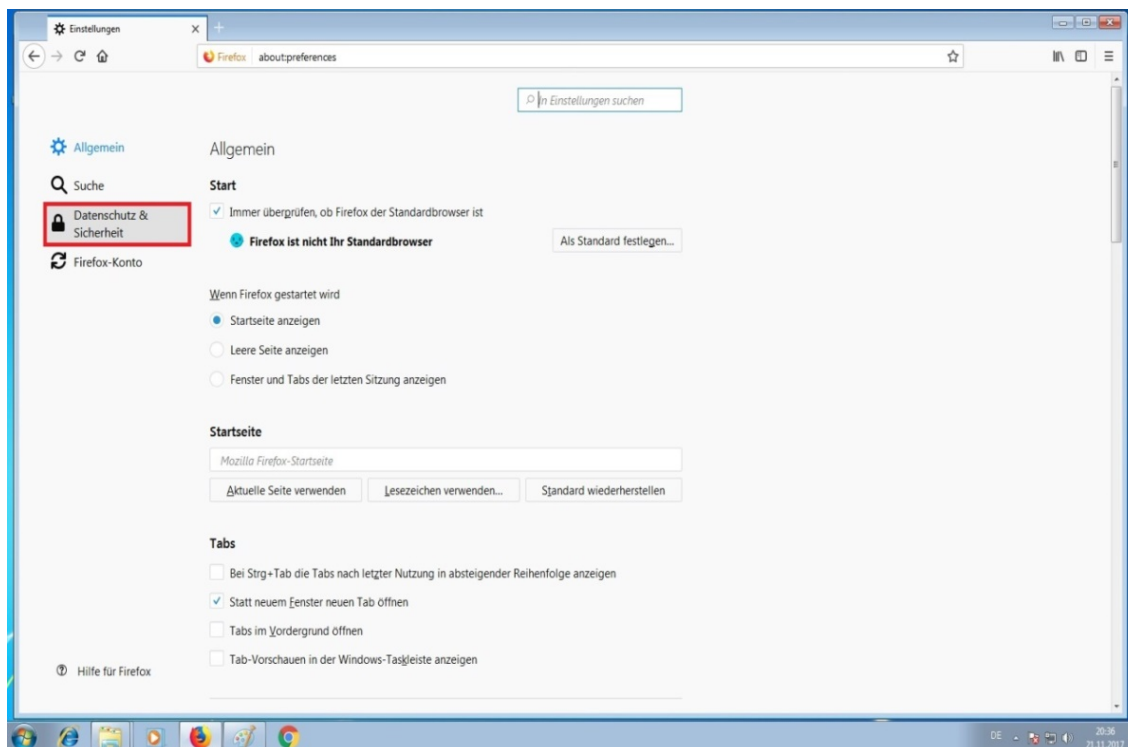 Einstellungen
Firefox about:preferences
In Einstellungen suchen
Allgemein
Suche
Datenschutz &
Sicherheit
Firefox-Konto
Hilfe für Firefox
Allgemein
Start
Immer überprüfen, ob Firefox der Standardbrowser ist
Firefox ist nicht Ihr Standardbrowser
Als Standard festlegen...
Wenn Firefox gestartet wird
Startseite anzeigen
Leere Seite anzeigen
Fenster und Tabs der letzten Sitzung anzeigen
Startseite
Mozilla Firefox-Startseite
Aktuelle Seite verwenden
Lesezeichen verwenden...
Standard wiederherstellen
Tabs
Bei Strg+Tab die Tabs nach letzter Nutzung in absteigender Reihenfolge anzeigen
Statt neuem Fenster neuen Tab öffnen
Tabs im Vordergrund öffnen
Tab-Vorschauen in der Windows-Taskleiste anzeigen
DE
20:36
21.11.2017